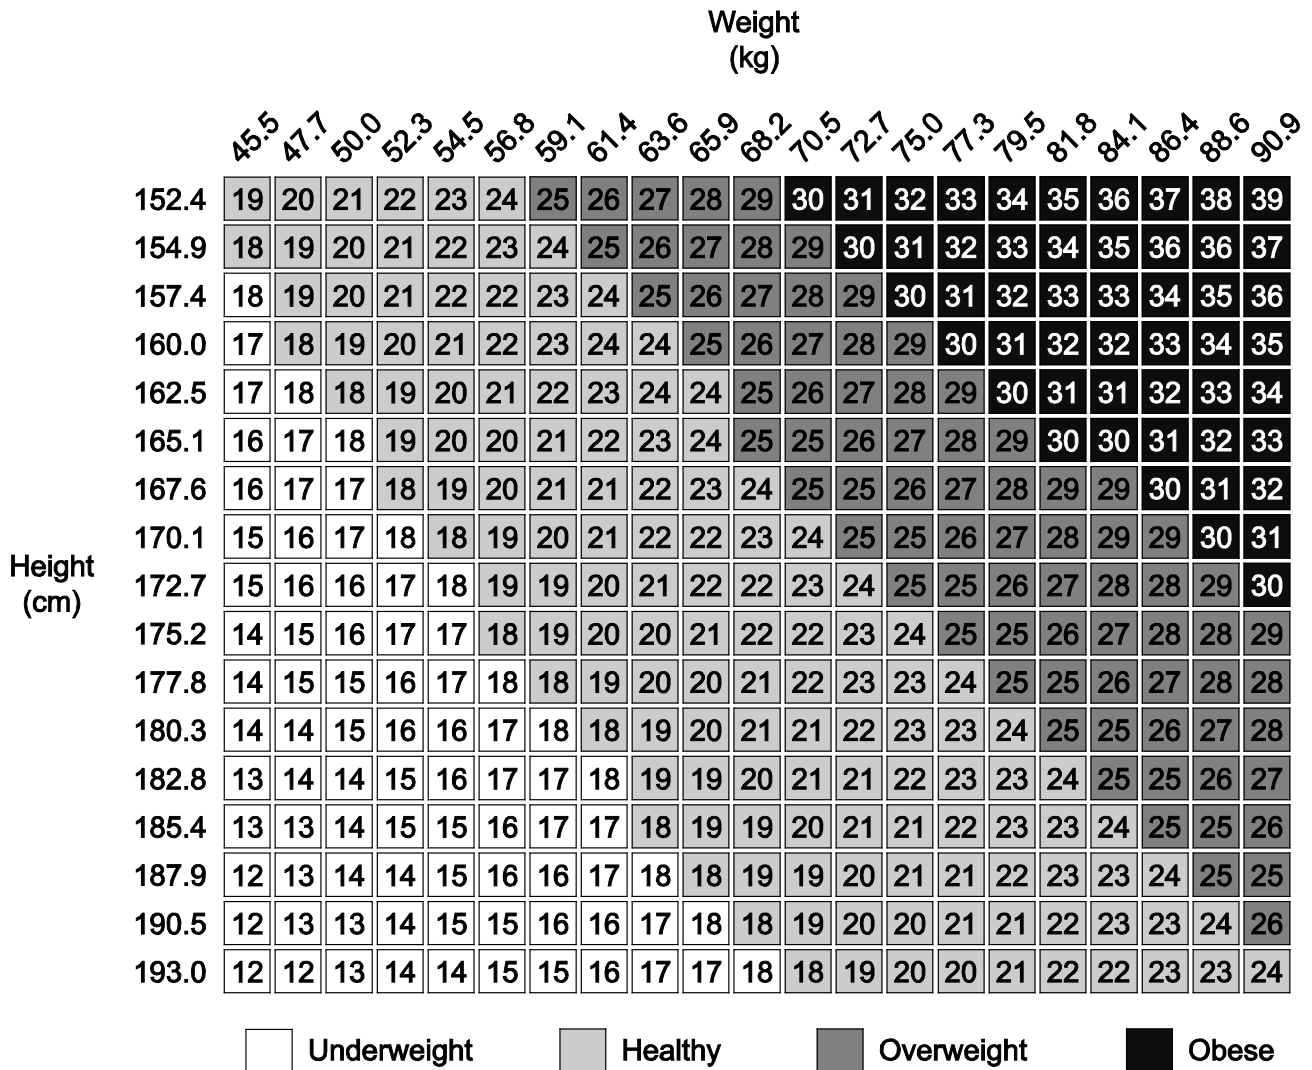 Weight
(kg)
45.5 47.7 50.0 52.3 54.5 56.8 59.1 61.4 63.6 65.9 68.2 70.5 72.7 75.0 77.3 79.5 81.8 84.1 86.4 88.6 90.9
152.4 19 20 21 22 23 24 25 26 27 28 29 30 31 32 33 34 35 36 37 38 39
154.9 18 19 20 21 22 23 24 25 26 27 28 29 30 31 32 33 34 35 36 36 37
157.4 18 19 20 21 22 22 23 24 25 26 27 28 29 30 31 32 33 33 34 35 36
160.0 17 18 19 20 21 22 23 24 24 25 26 27 28 29 30 31 32 32 33 34 35
162.5 17 18 18 19 20 21 22 23 24 24 25 26 27 28 29 30 31 31 32 33 34
165.1 16 17 18 19 20 20 21 22 23 24 25 25 26 27 28 29 30 30 31 32 33
167.6 16 17 17 18 19 20 21 21 22 23 24 25 25 26 27 28 29 29 30 31 32
170.1 15 16 17 18 18 19 20 21 22 22 23 24 25 25 26 27 28 29 29 30 31
Height
(cm)
172.7 15 16 16 17 18 19 19 20 21 22 22 23 24 25 25 26 27 28 28 29 30
175.2 14 15 16 17 17 18 19 20 20 21 22 22 23 24 25 25 26 27 28 28 29
177.8 14 15 15 16 17 18 18 19 20 20 21 22 23 23 24 25 25 26 27 28 28
180.3 14 14 15 16 16 17 18 18 19 20 21 21 22 23 23 24 25 25 26 27 28
182.8 13 14 14 15 16 17 17 18 19 19 20 21 21 22 23 23 24 25 25 26 27
185.4 13 13 14 15 15 16 17 17 18 19 19 20 21 21 22 23 23 24 25 25 26
187.9 12 13 14 14 15 16 16 17 18 18 19 19 20 21 21 22 23 23 24 25 25
190.5 12 13 13 14 15 15 16 16 17 18 18 19 20 20 21 21 22 23 23 24 26
193.0 12 12 13 14 14 15 15 16 17 17 18 18 19 20 20 21 22 22 23 23 24
Underweight Healthy Overweight Obese